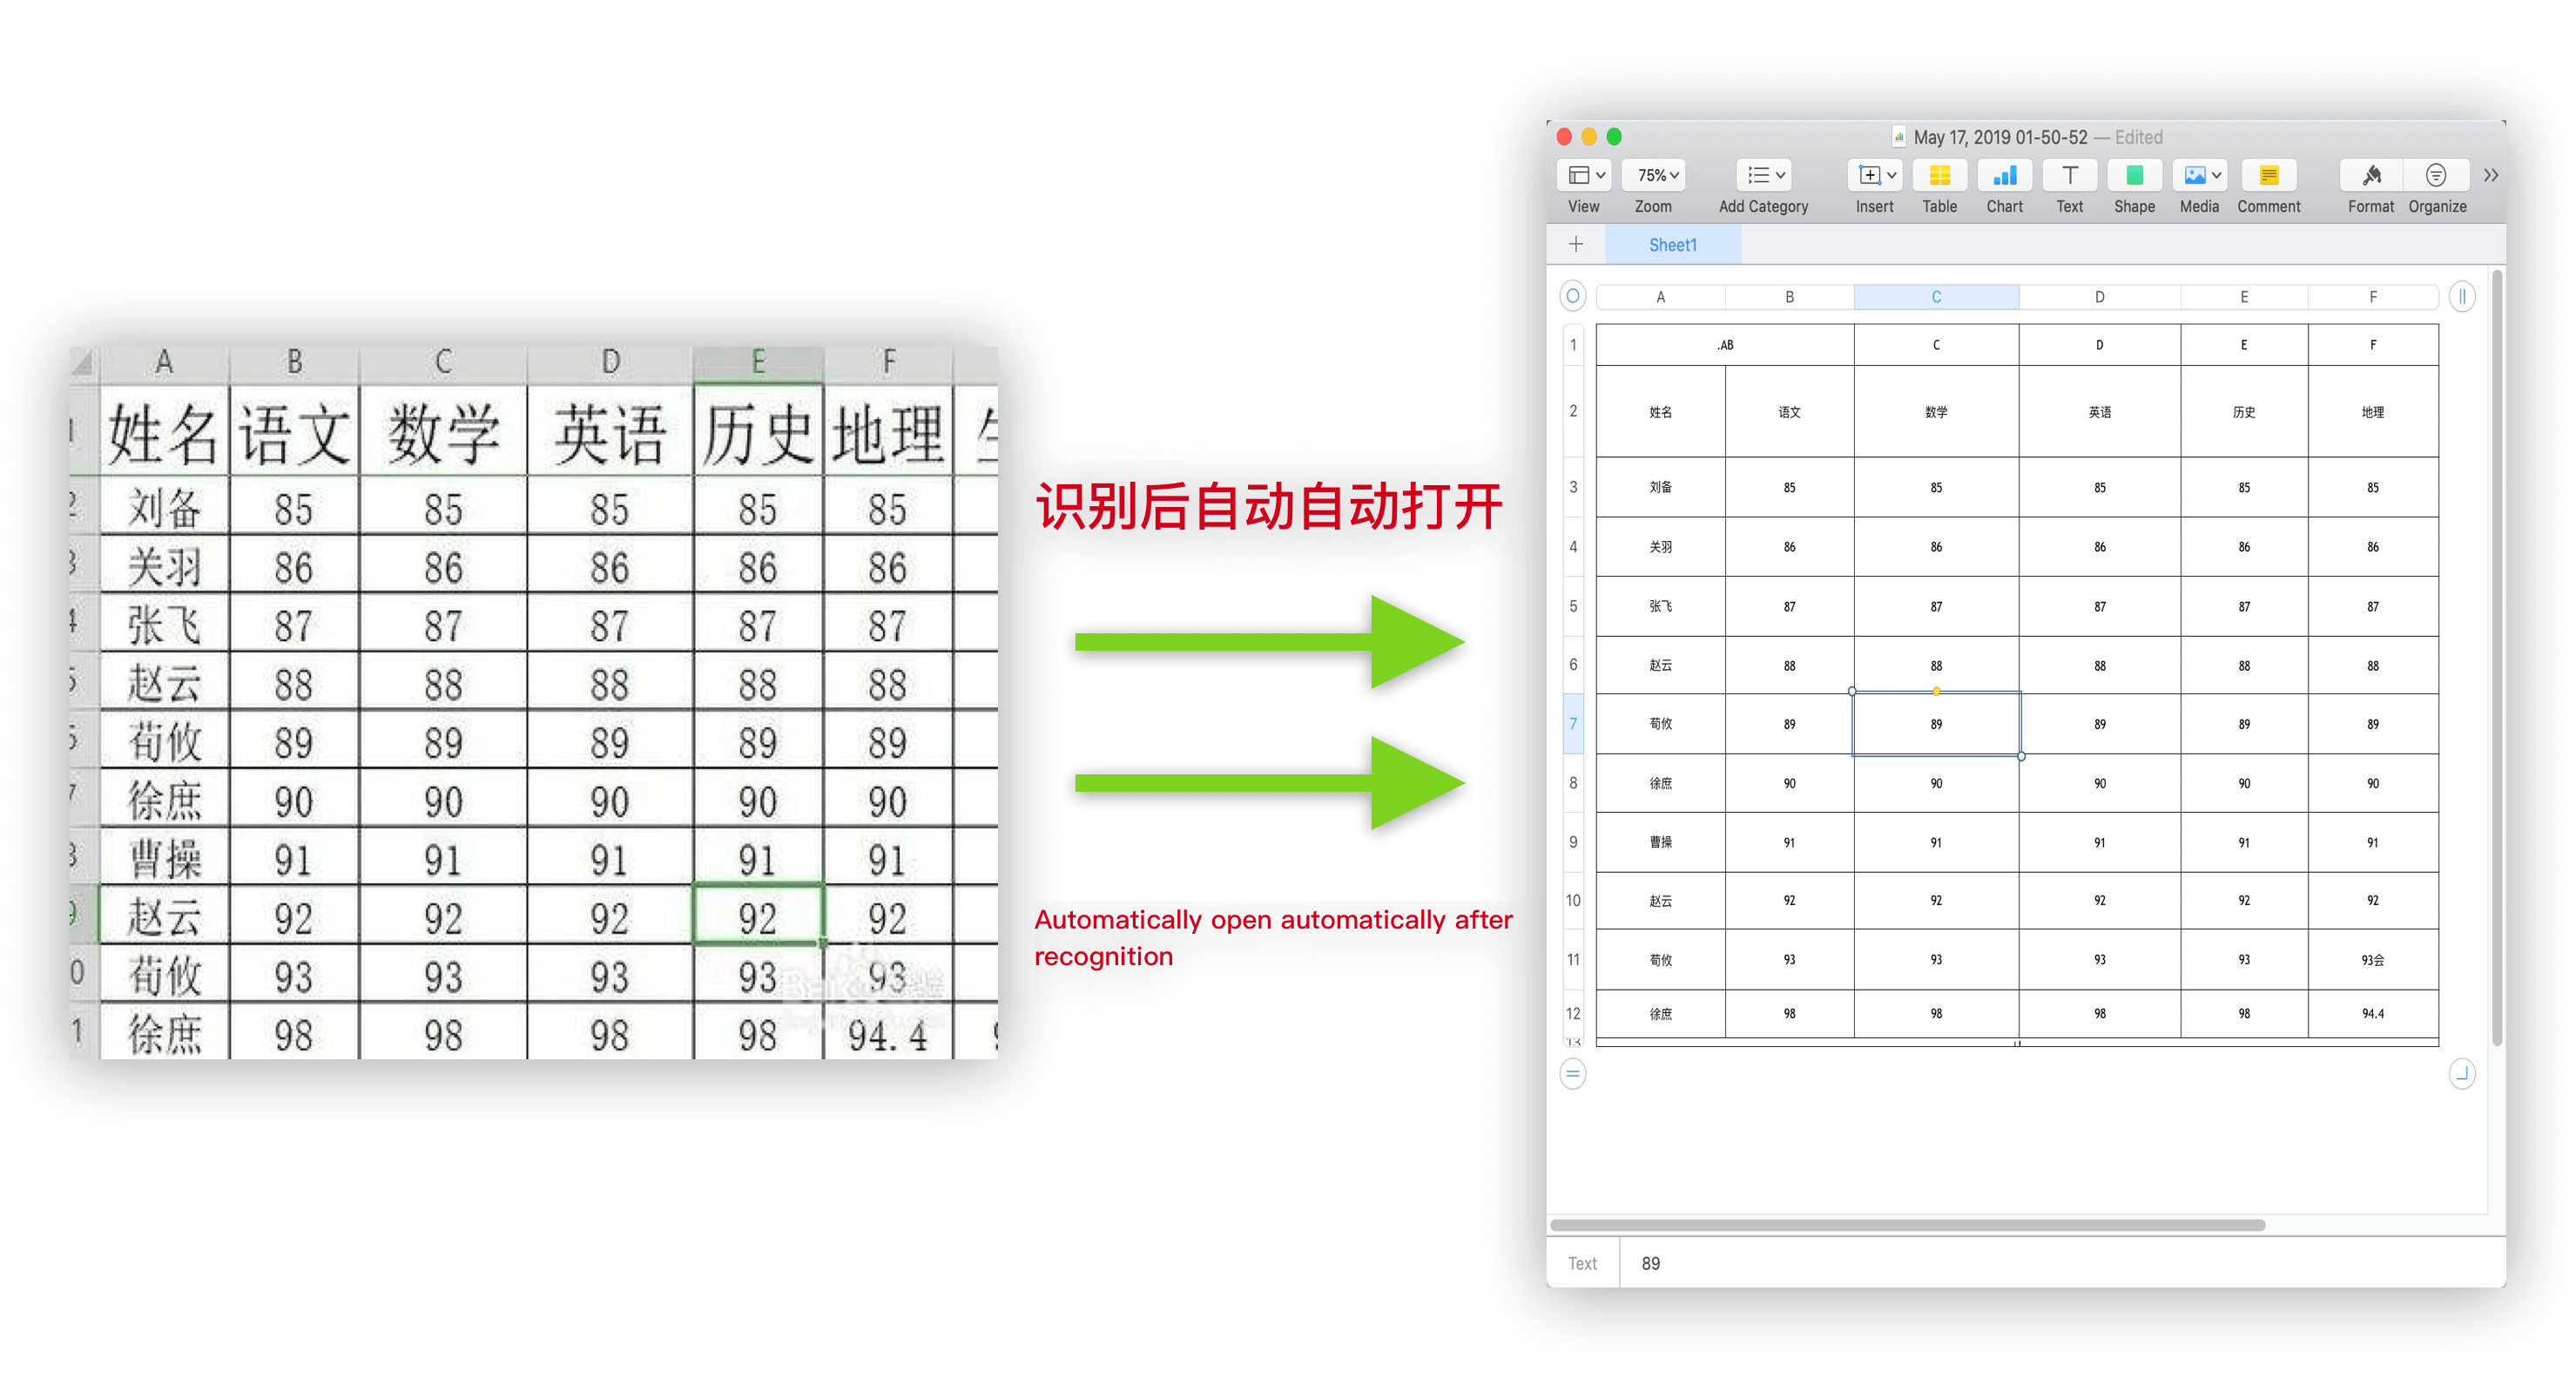 A B C D E F
1 姓名 语文 数学 英语 历史 地理
2 刘备 85 85 85 85 85
3 关羽 86 86 86 86 86
4 张飞 87 87 87 87 87
5 赵云 88 88 88 88 88
荀攸 89 89 89 89 89
7 徐庶 90 90 90 90 90
8 曹操 91 91 91 91 91
9 赵云 92 92 92 92 92
0 荀攸 93 93 93 93 93
1 徐庶 98 98 98 98 94.4
识别后自动自动打开
Automatically open automatically after
recognition
May 17, 2019 01-50-52 — Edited
75%
View Zoom Add Category Insert Table Chart Text Shape Media Comment Format Organize
Sheet1
A B C D E F
1 .AB C D E F
2 姓名 语文 数学 英语 历史 地理
3 刘备 85 85 85 85 85
4 关羽 86 86 86 86 86
5 张飞 87 87 87 87 87
6 赵云 88 88 88 88 88
7 荀攸 89 89 89 89 89
8 徐庶 90 90 90 90 90
9 曹操 91 91 91 91 91
10 赵云 92 92 92 92 92
11 荀攸 93 93 93 93 93会
12 徐庶 98 98 98 98 94.4
13
Text 89